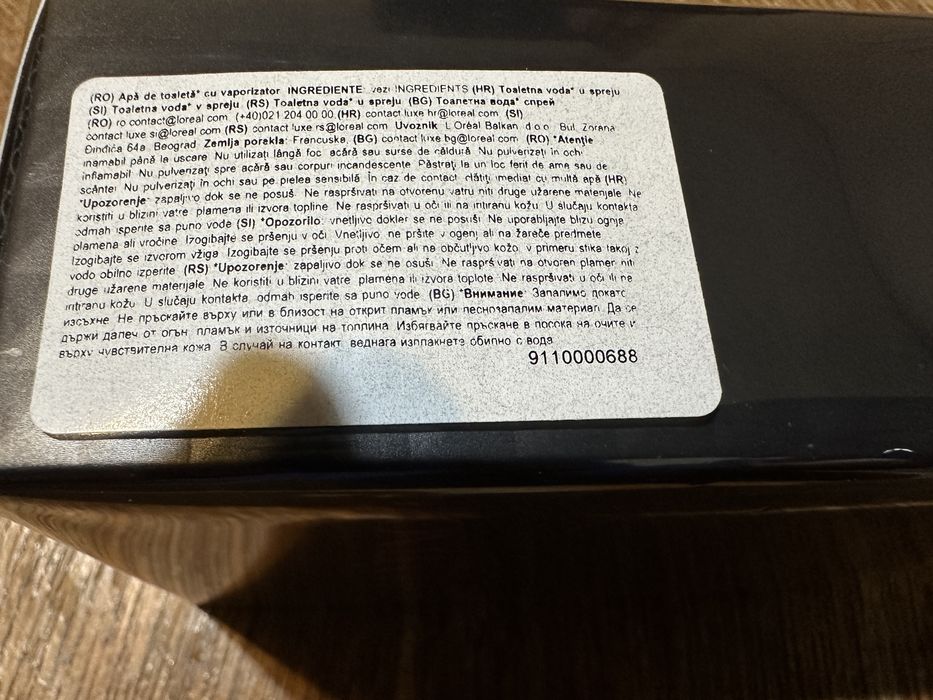 (RO) Apă de toaletă* cu vaporizator INGREDIENTE: vezi INGREDIENTS (HR) Toaletna voda* u spreju
(SI) Toaletna voda* v spreju (RS) Toaletna voda* u spreju (BG) Тоалетна вода* спрей
(RO) ro.contact@loreal.com, (+40)021 204 00 00 (HR) contact.luxe.hr@loreal.com (SI)
contact.luxe.si@loreal.com (RS) contact.luxe.rs@loreal.com Uvoznik: L'Oréal Balkan d.o.o. Bul. Zorana
Đinđića 64a, Beograd. Zemlja porekla: Francuska, (BG) contact.luxe.bg@loreal.com (RO) *Atenție
inamabil până la uscare. Nu utilizați lângă foc, acără sau surse de căldură. Nu pulverizați în ochi
inflamabil. Nu pulverizați spre acără sau corpuri incandescente. Păstrați la un loc ferit de ame sau de
scântei. Nu pulverizați în ochi sau pe pielea sensibilă. În caz de contact, clătiți imediat cu multă apă (HR)
*Upozorenje: zapaljivo dok se ne posuš. Ne raspršivati na otvorenu vatru niti druge užarene materijale. Ne
koristiti u blizini vatre, plamena ili izvora topline. Ne raspršivati u oči ili na iritiranu kožu. U slučaju kontakta
odmah isperite sa puno vode (SI) *Opozorilo: vnetljivo dokler se ne posuši. Ne uporabljajte blizu ognje,
plamena ali vročine. Izogibajte se pršenju v oči. Vnetljivo, ne pršite v ogenj ali na žareče predmete.
Izogibajte se izvorom vžiga. Izogibajte se pršenju proti očem ali na občutljivo kožo, v primeru stika takoj z
vodo obilno izperite. (RS) *Upozorenje: zapaljivo dok se ne osuši. Ne raspršivati na otvoren plamen niti
druge užarene materijale. Ne koristiti u blizini vatre, plamena ili izvora toplote. Ne raspršivati u oči ili na
iritiranu kožu. U slučaju kontakta, odmah isperite sa puno vode. (BG) *Внимание: Запалимо докато
изсъхне. Не пръскайте върху или в близост на открит пламък или леснозапалим материал. Да се
държи далеч от огън, пламък и източници на топлина. Избягвайте пръскане в посока на очите и
върху чувствителна кожа. В случай на контакт, веднага изплакнете обилно с вода.
9110000688